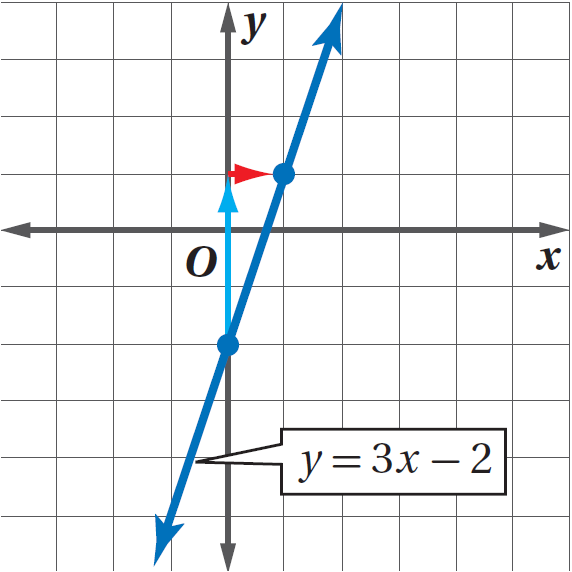 y
O
x
y = 3x − 2